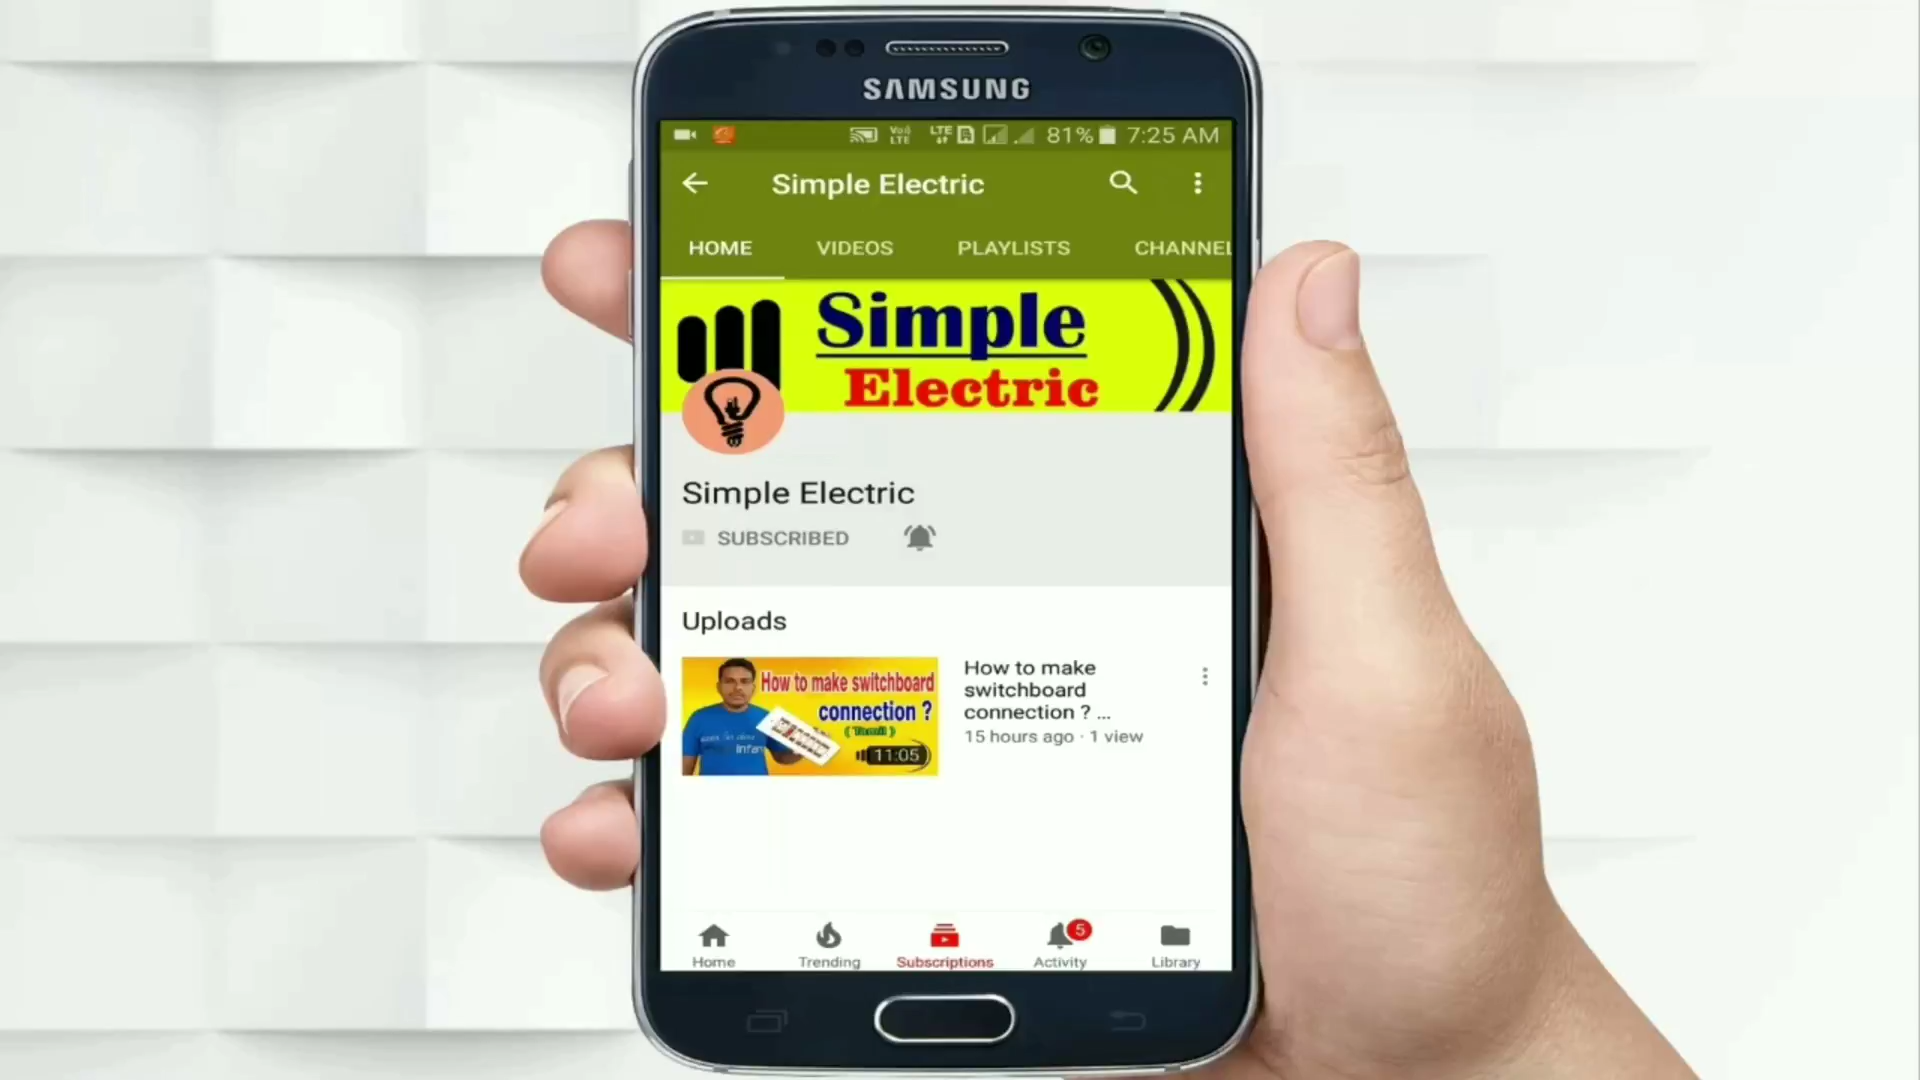 SAMSUNG
81% 7:25 AM
Simple Electric
HOME VIDEOS PLAYLISTS CHANNEL
Simple
Electric
Simple Electric
SUBSCRIBED
Uploads
How to make switchboard
connection ?
( Tamil )
11:05
How to make
switchboard
connection ? ...
15 hours ago · 1 view
5
Home Trending Subscriptions Activity Library